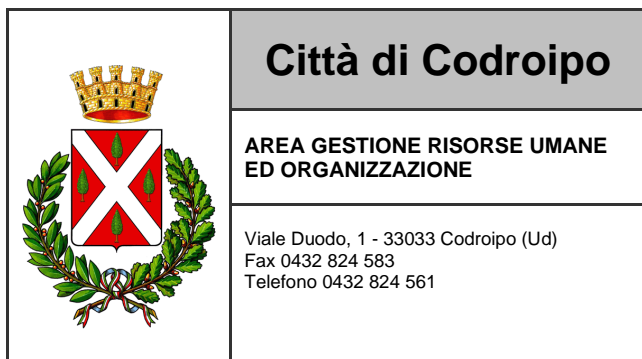 Città di Codroipo
AREA GESTIONE RISORSE UMANE
ED ORGANIZZAZIONE
Viale Duodo, 1 - 33033 Codroipo (Ud)
Fax 0432 824 583
Telefono 0432 824 561